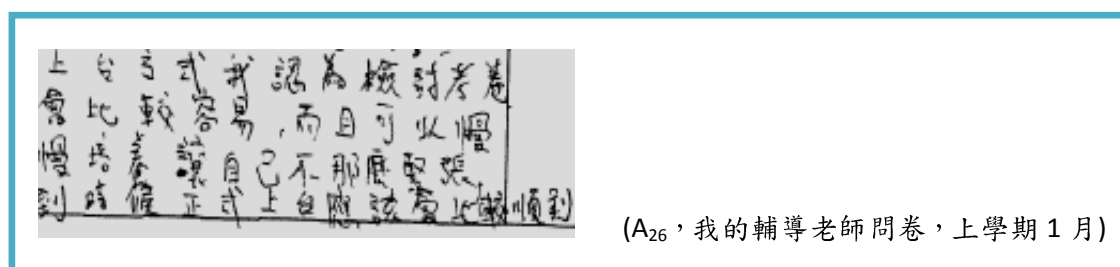 上台方式我認為檢討考卷
會比較容易,而且可以慢
慢培養讓自己不那麼緊張,
到時候正式上台應該會比較順利
(A26,我的輔導老師問卷,上學期1月)